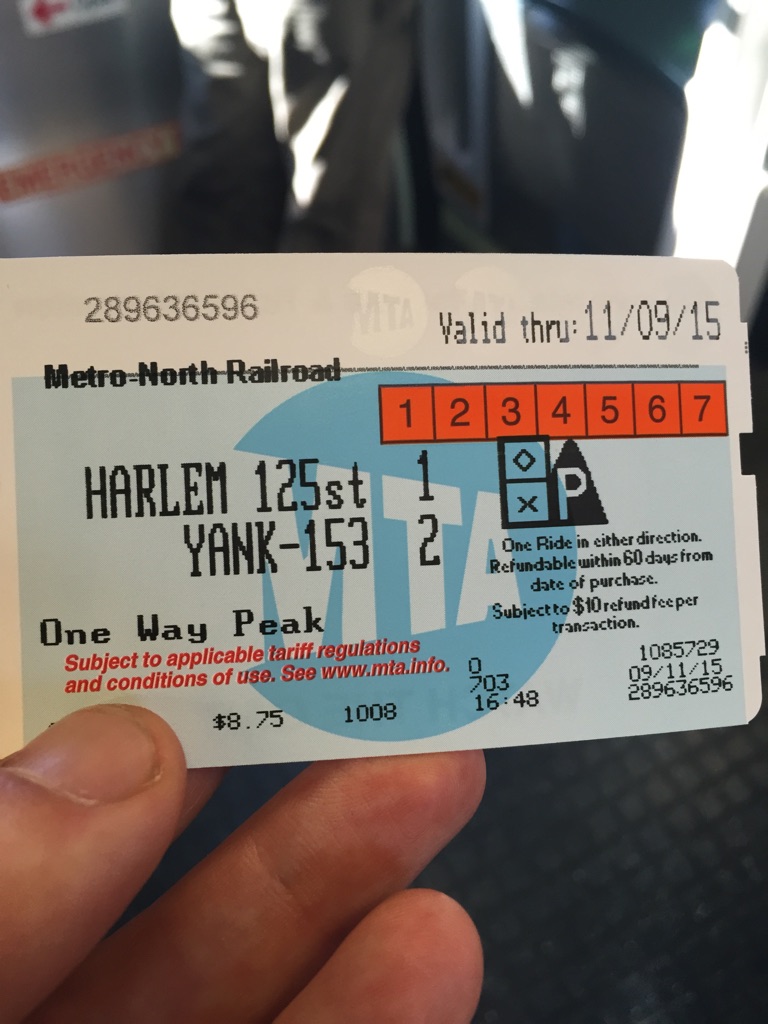 EMERGENCY
289636596
MTA
Valid thru: 11/09/15
Metro-North Railroad
1 2 3 4 5 6 7
HARLEM 125st 1
YANK-153 2
P
MTA
One Ride in either direction.
Refundable within 60 days from
date of purchase.
Subject to $10 refund fee per
transaction.
One Way Peak
Subject to applicable tariff regulations
and conditions of use. See www.mta.info.
$8.75
1008
0
703
16:48
1085729
09/11/15
289636596